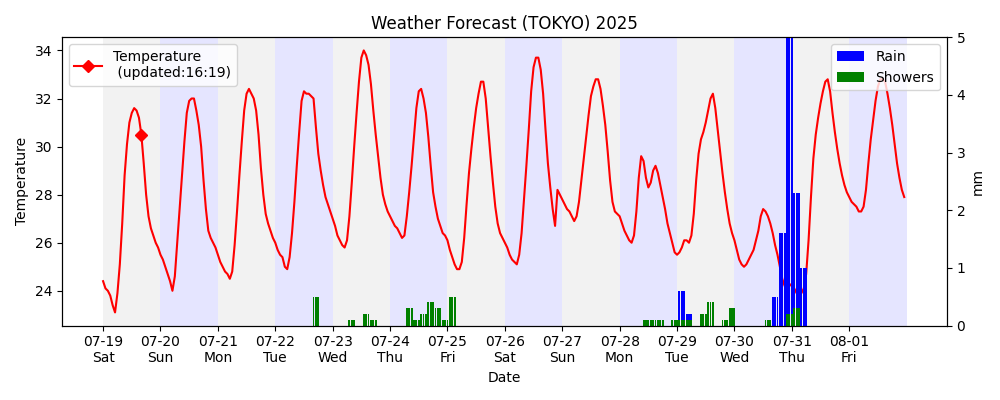 Weather Forecast (TOKYO) 2025
Temperature
(updated:16:19)
Rain
Showers
34
32
30
28
26
24
Temperature
5
4
3
2
1
0
mm
07-19 07-20 07-21 07-22 07-23 07-24 07-25 07-26 07-27 07-28 07-29 07-30 07-31 08-01
Sat Sun Mon Tue Wed Thu Fri Sat Sun Mon Tue Wed Thu Fri
Date